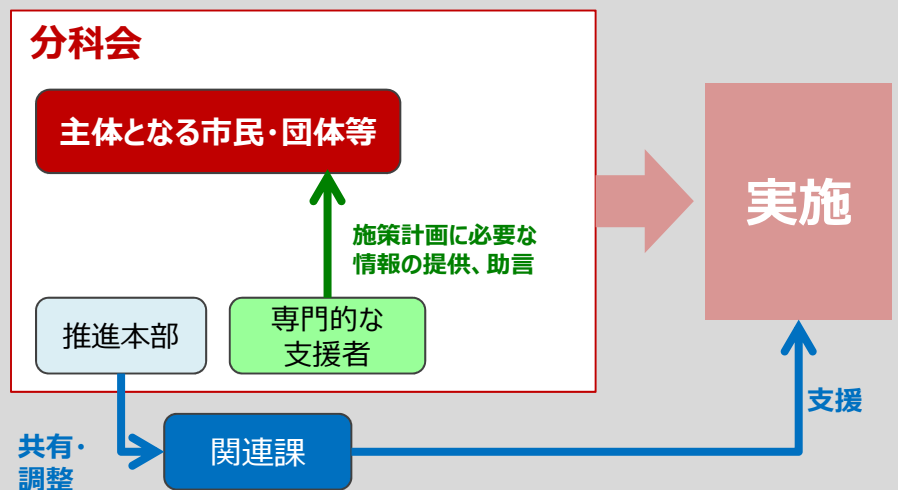 分科会
主体となる市民・団体等
施策計画に必要な
情報の提供、助言
実施
推進本部
専門的な
支援者
支援
共有・
調整
関連課